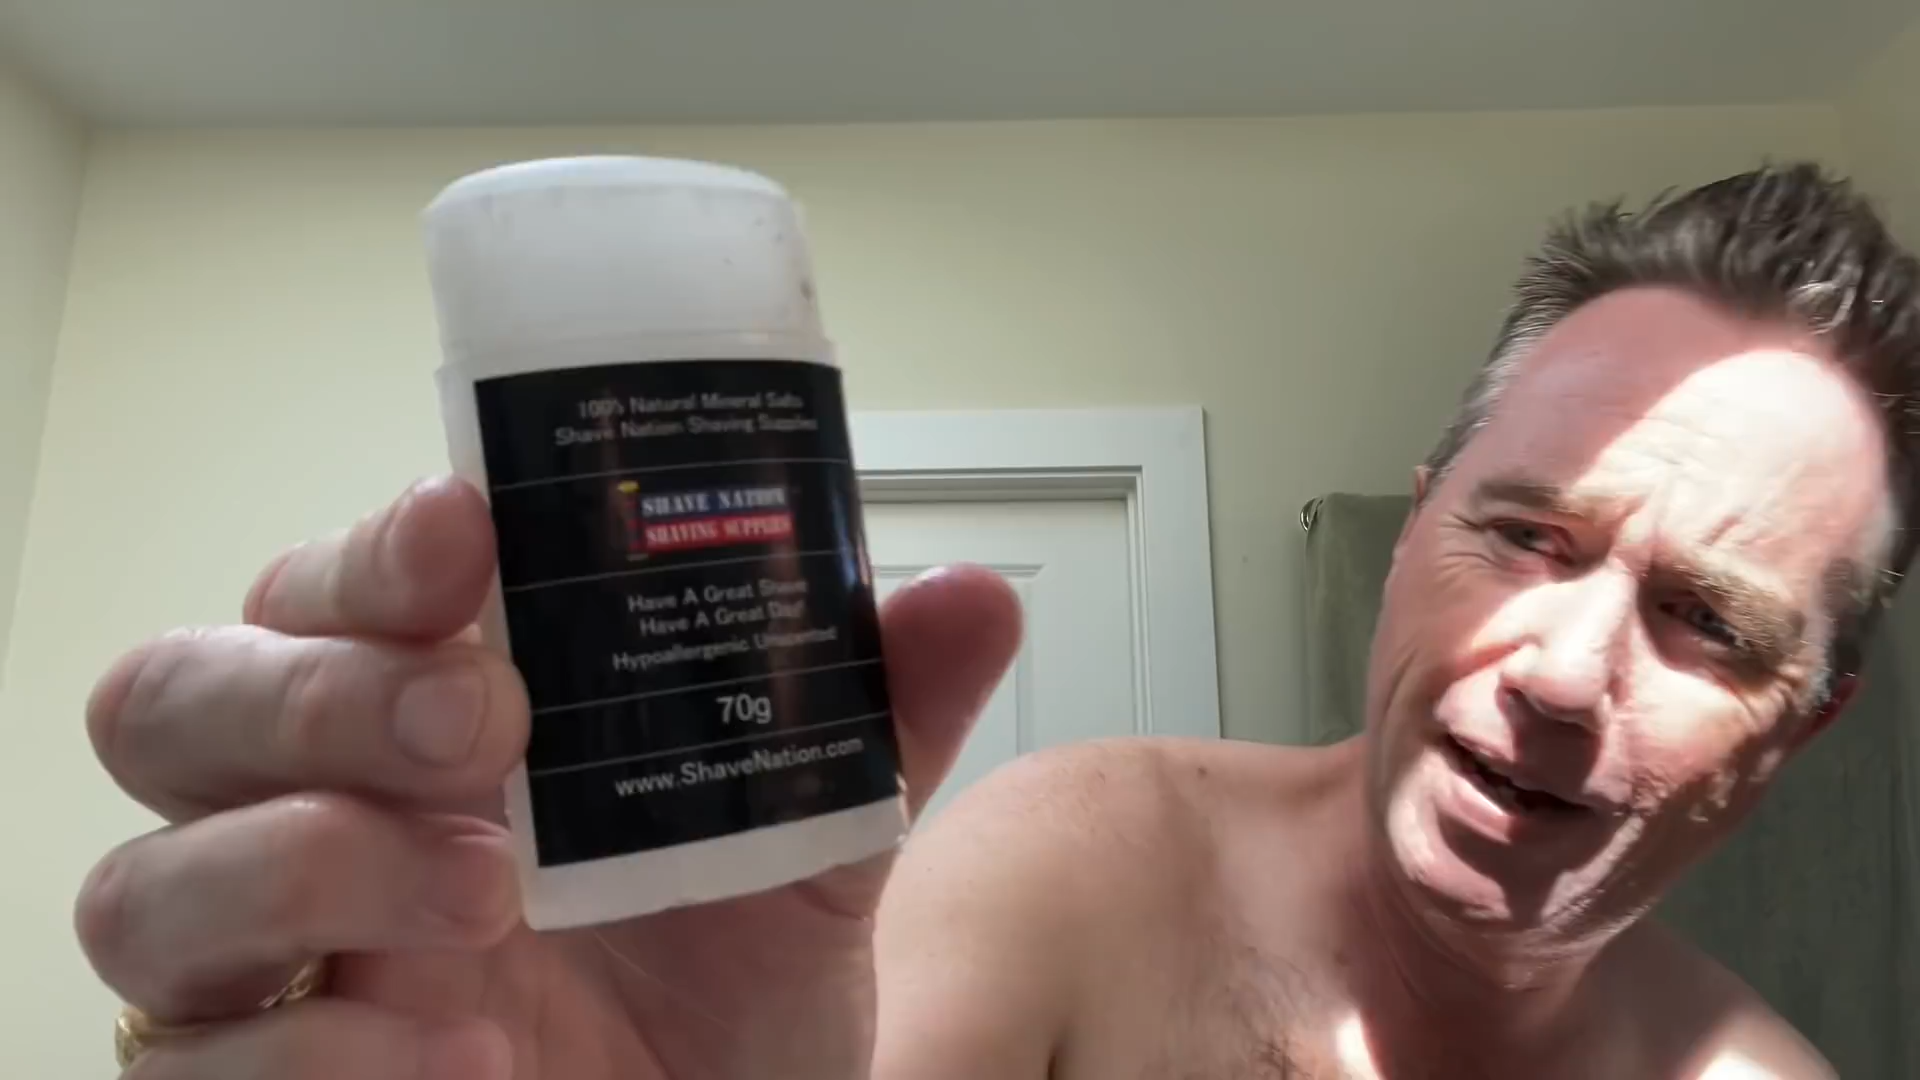 100% Natural Mineral Salts
Shave Nation Shaving Supplies
SHAVE NATION
SHAVING SUPPLIES
Have A Great Shave
Have A Great Day!
Hypoallergenic Unscented
70g
www.ShaveNation.com